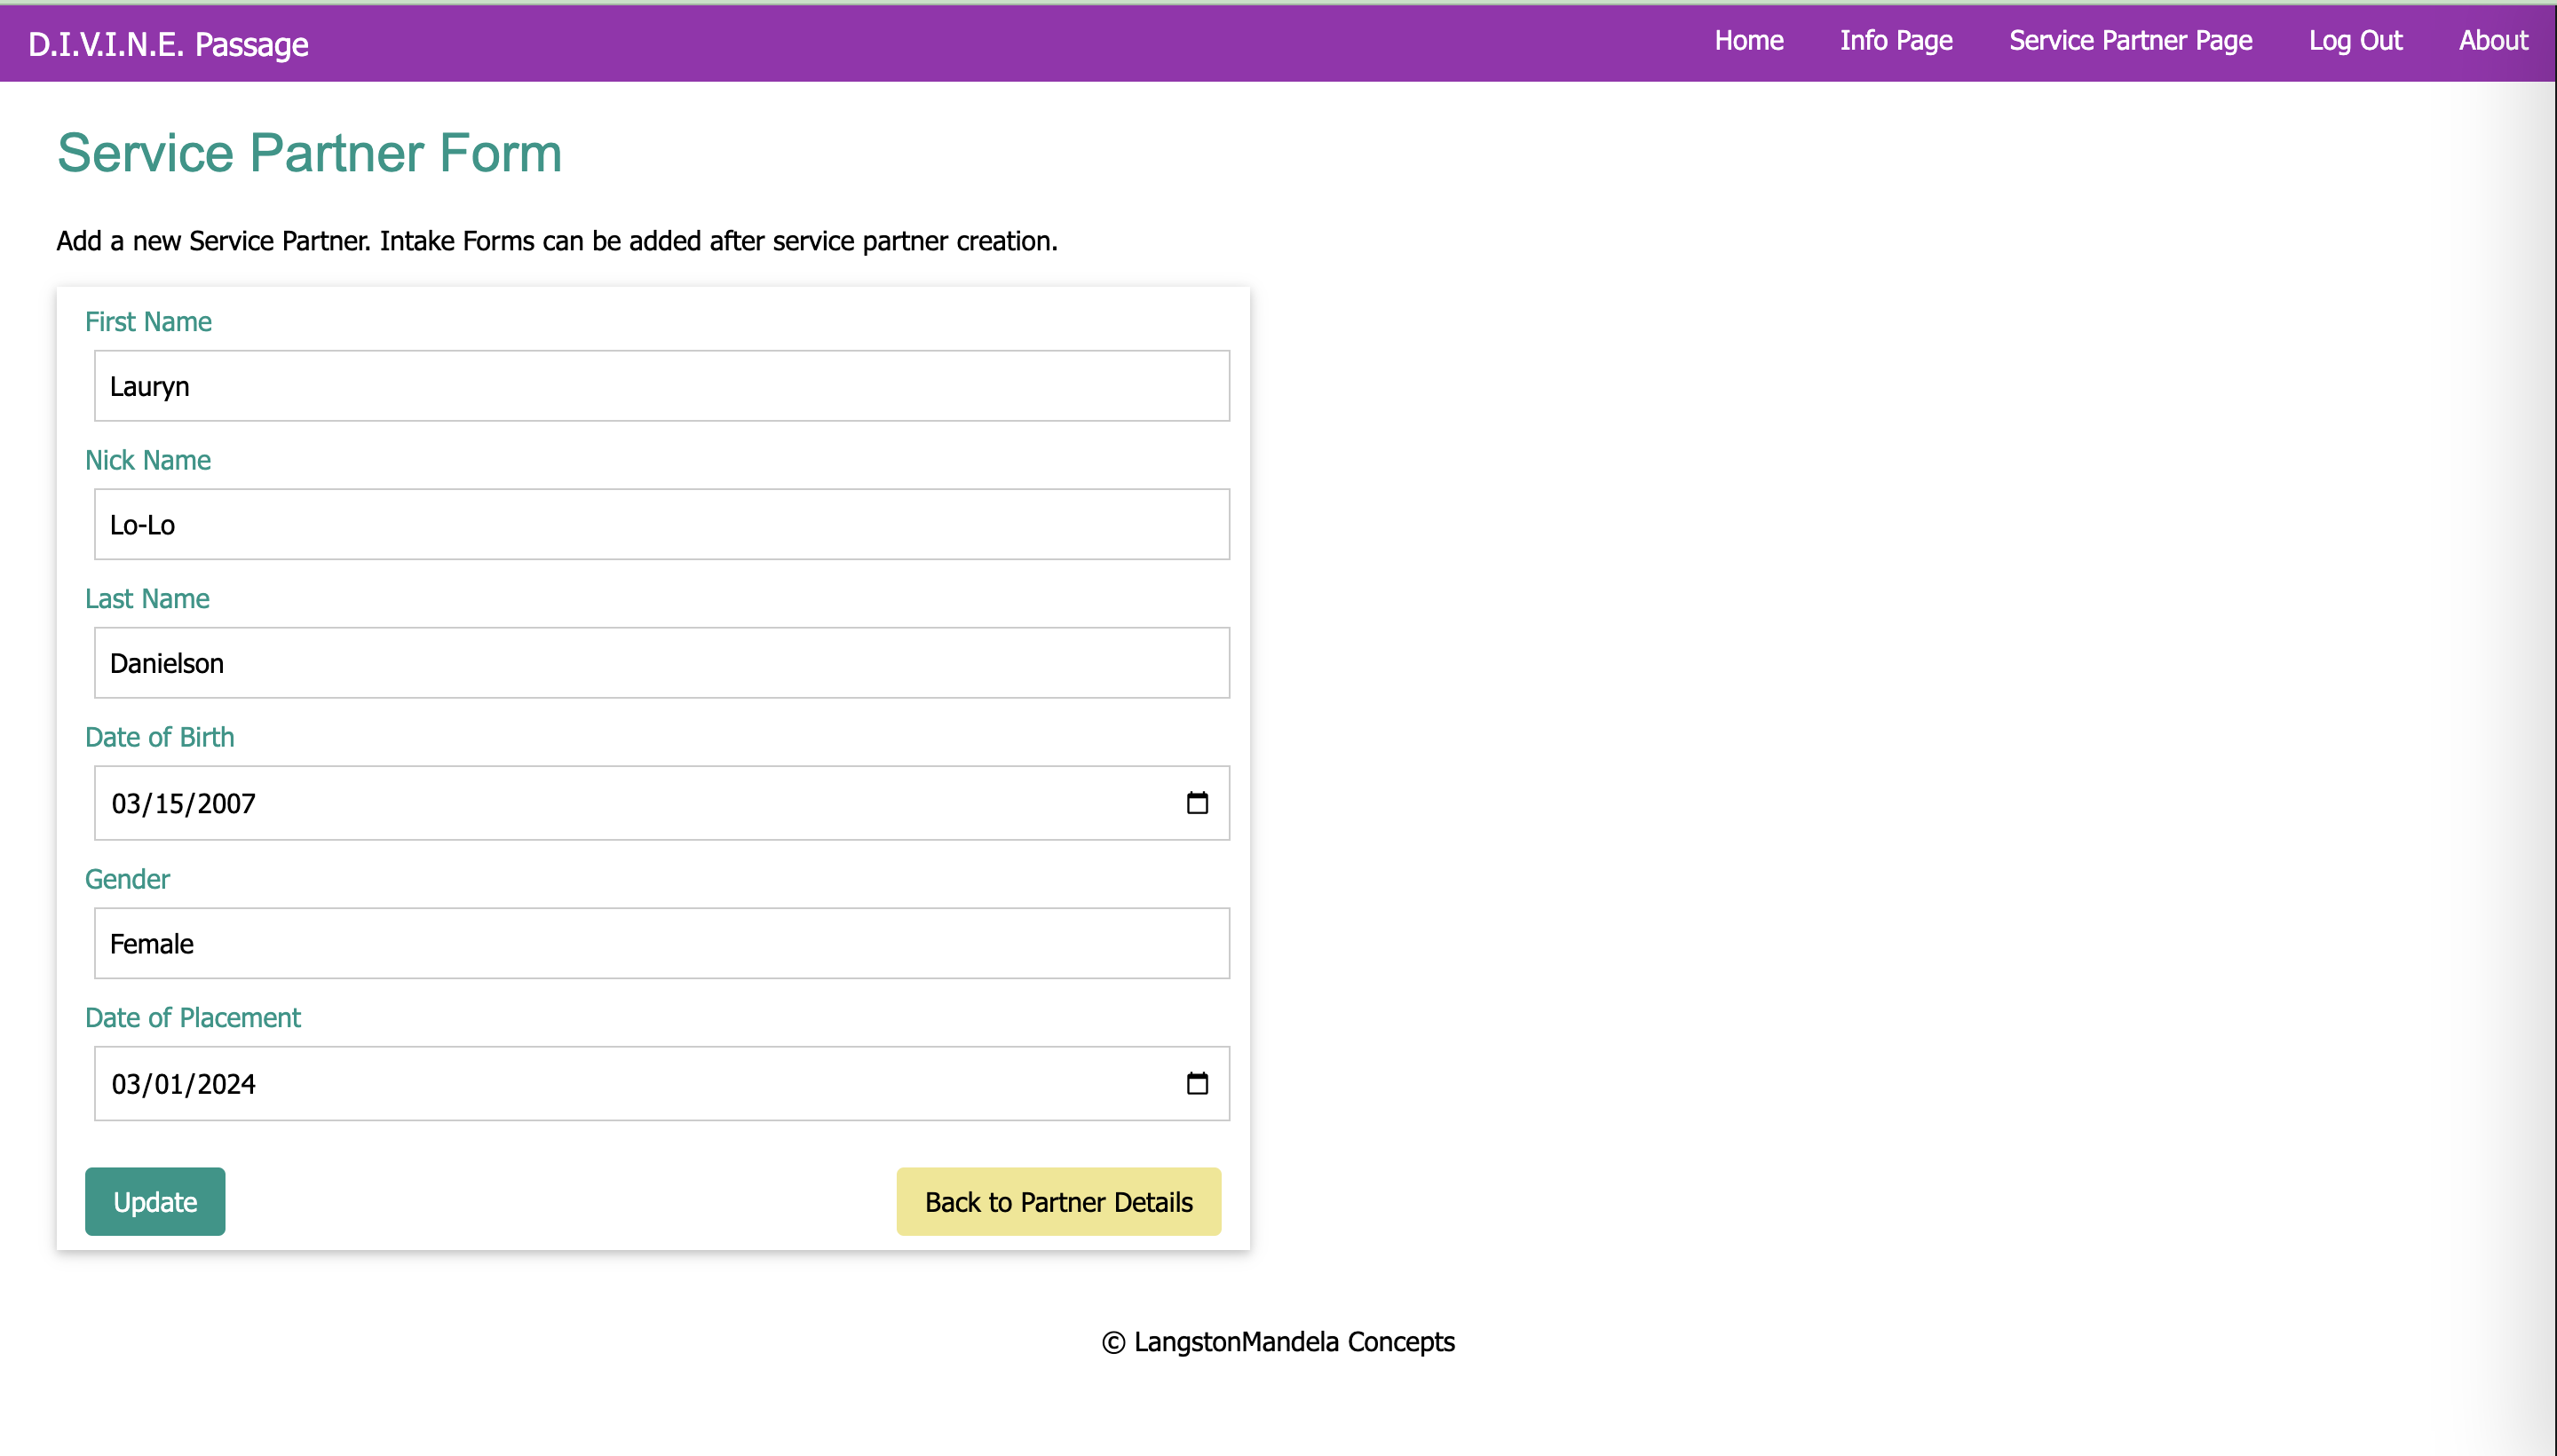 D.I.V.I.N.E. Passage
Home Info Page Service Partner Page Log Out About
Service Partner Form
Add a new Service Partner. Intake Forms can be added after service partner creation.
First Name
Lauryn
Nick Name
Lo-Lo
Last Name
Danielson
Date of Birth
03/15/2007
Gender
Female
Date of Placement
03/01/2024
Update Back to Partner Details
© LangstonMandela Concepts